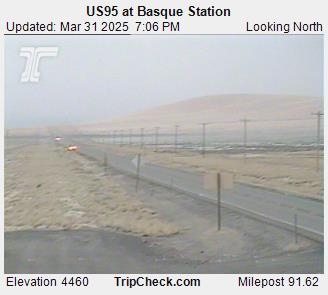 US95 at Basque Station
Updated: Mar 31 2025 7:06 PM Looking North
Elevation 4460 TripCheck.com Milepost 91.62